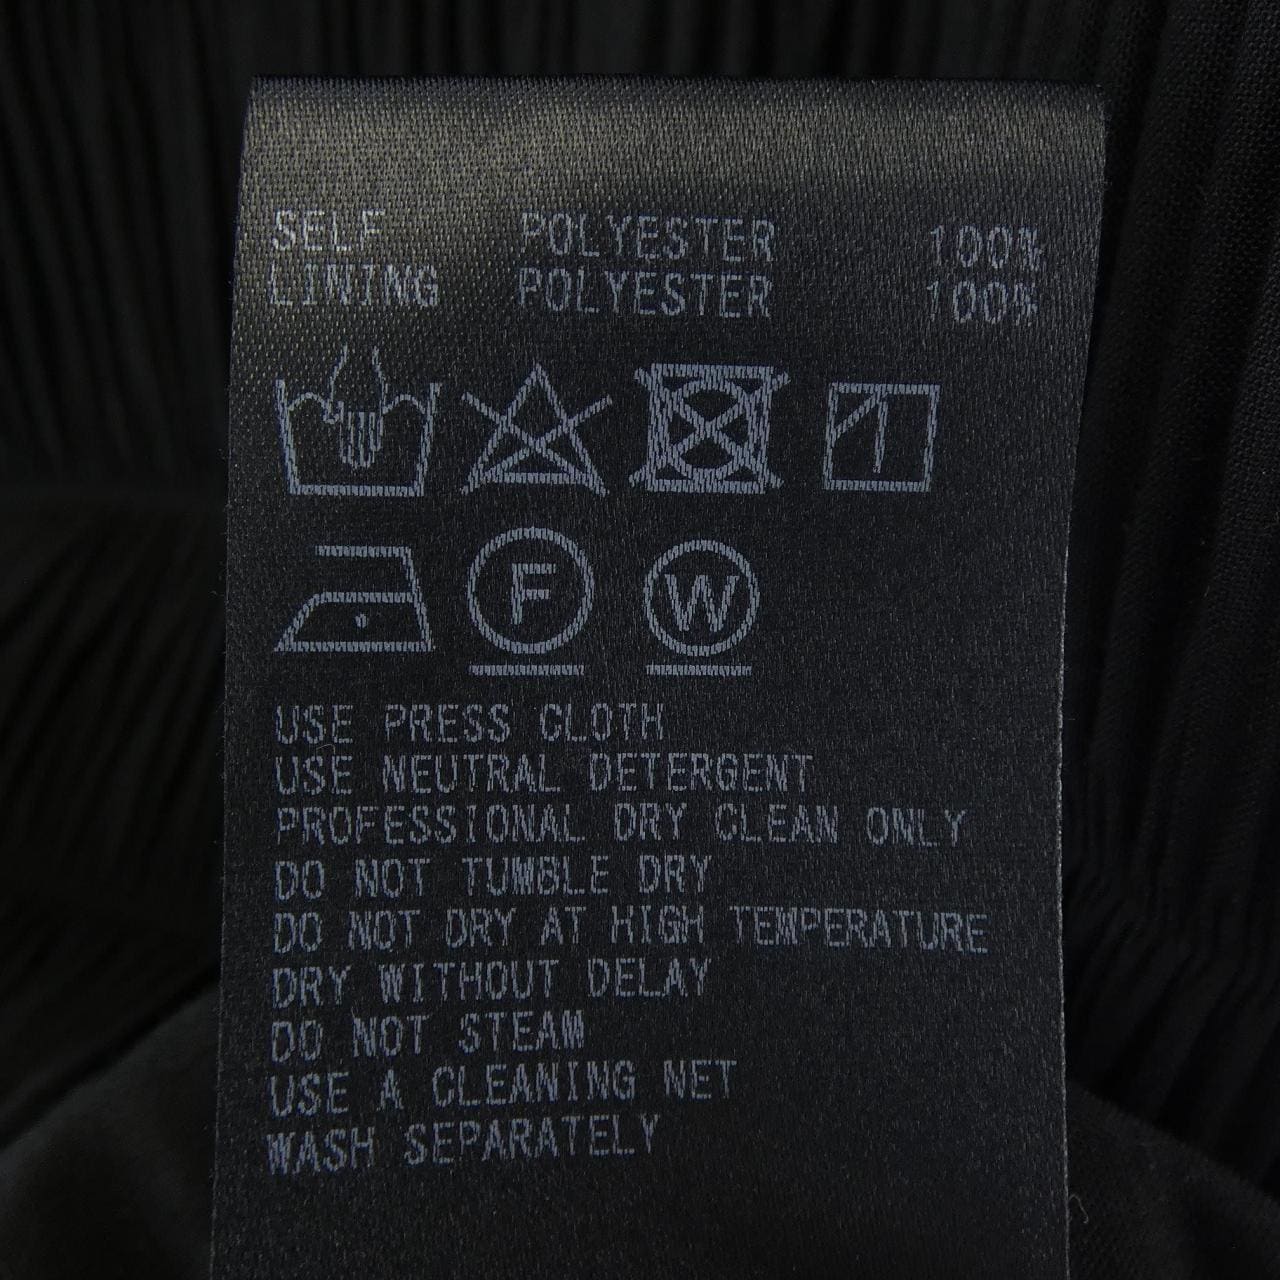 SELF POLYESTER 100%
LINING POLYESTER 100%
F W
USE PRESS CLOTH
USE NEUTRAL DETERGENT
PROFESSIONAL DRY CLEAN ONLY
DO NOT TUMBLE DRY
DO NOT DRY AT HIGH TEMPERATURE
DRY WITHOUT DELAY
DO NOT STEAM
USE A CLEANING NET
WASH SEPARATELY